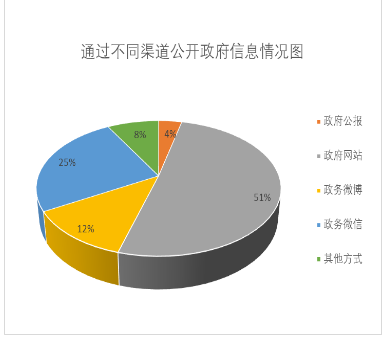 通过不同渠道公开政府信息情况图
4%
8%
25%
51%
12%
政府公报
政府网站
政务微博
政务微信
其他方式